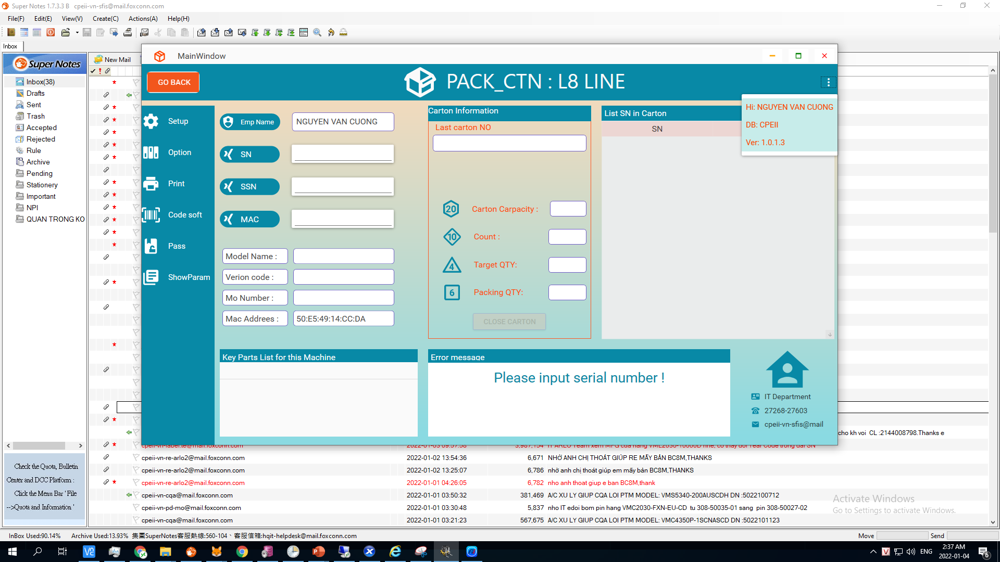 Super Notes 1.7.3.3 B cpeii-vn-sfis@mail.foxconn.com
File(F) Edit(E) View(V) Create(C) Actions(A) Help(H)
Inbox
Super Notes
New Mail
Inbox(38)
Drafts
Sent
Trash
Accepted
Rejected
Rule
Archive
Pending
Stationery
Important
NPI
QUAN TRONG KO
Check the Quota, Bulletin
Center and DCC Platform :
Click the Menu Bar ' File
-->Quota and Information '
MainWindow
GO BACK
PACK_CTN : L8 LINE
Hi: NGUYEN VAN CUONG
DB: CPEII
Ver: 1.0.1.3
Setup
Option
Print
Code soft
Pass
ShowParam
Emp Name NGUYEN VAN CUONG
SN
SSN
MAC
Model Name :
Verion code :
Mo Number :
Mac Addrees : 50:E5:49:14:CC:DA
Carton Information
Last carton NO
20 Carton Carpacity :
10 Count :
4 Target QTY:
6 Packing QTY:
CLOSE CARTON
List SN in Carton
SN
Key Parts List for this Machine
Error message
Please input serial number !
IT Department
27268-27603
cpeii-vn-sfis@mail
cho kh voi CL :2144008798.Thanks e
cpeii-vn-label.te@mail.foxconn.com 2022-01-03 09:57:58 3,987,154 IT ARLO Team xem MFG cua hang VML2030-10000D nhe, co thay doi Year Code trong dai SN
cpeii-vn-re-arlo2@mail.foxconn.com 2022-01-02 13:54:36 6,671 NHỜ ANH CHỊ THOÁT GIÚP RE MẤY BẢN BC8M,THANKS
cpeii-vn-re-arlo2@mail.foxconn.com 2022-01-02 13:25:07 6,786 nhờ anh chị thoát giúp em mấy bản BC8M,THANKS
cpeii-vn-re-arlo2@mail.foxconn.com 2022-01-01 04:26:05 6,782 nho anh thoat giup e ban BC8M,thank
cpeii-vn-cqa@mail.foxconn.com 2022-01-01 03:50:32 381,469 A/C XU LY GIUP CQA LOI PTM MODEL: VMS5340-200AUSCDH DN :5022100712
cpeii-vn-pd-mo@mail.foxconn.com 2022-01-01 03:30:48 5,837 nho IT edoi bom pin hang VMC2030-FXN-EU-CD tu 308-50035-01 sang pin 308-50027-02
cpeii-vn-cqa@mail.foxconn.com 2022-01-01 03:21:23 567,675 A/C XU LY GIUP CQA LOI PTM MODEL: VMC4350P-1SCNASCD DN :5022101123
Activate Windows
Go to Settings to activate Windows.
InBox Used:90.14% Archive Used:13.93% 集團SuperNotes客服熱線:560-104、客服信箱:hqit-helpdesk@mail.foxconn.com
Move Send
ENG
2:37 AM
2022-01-04
6